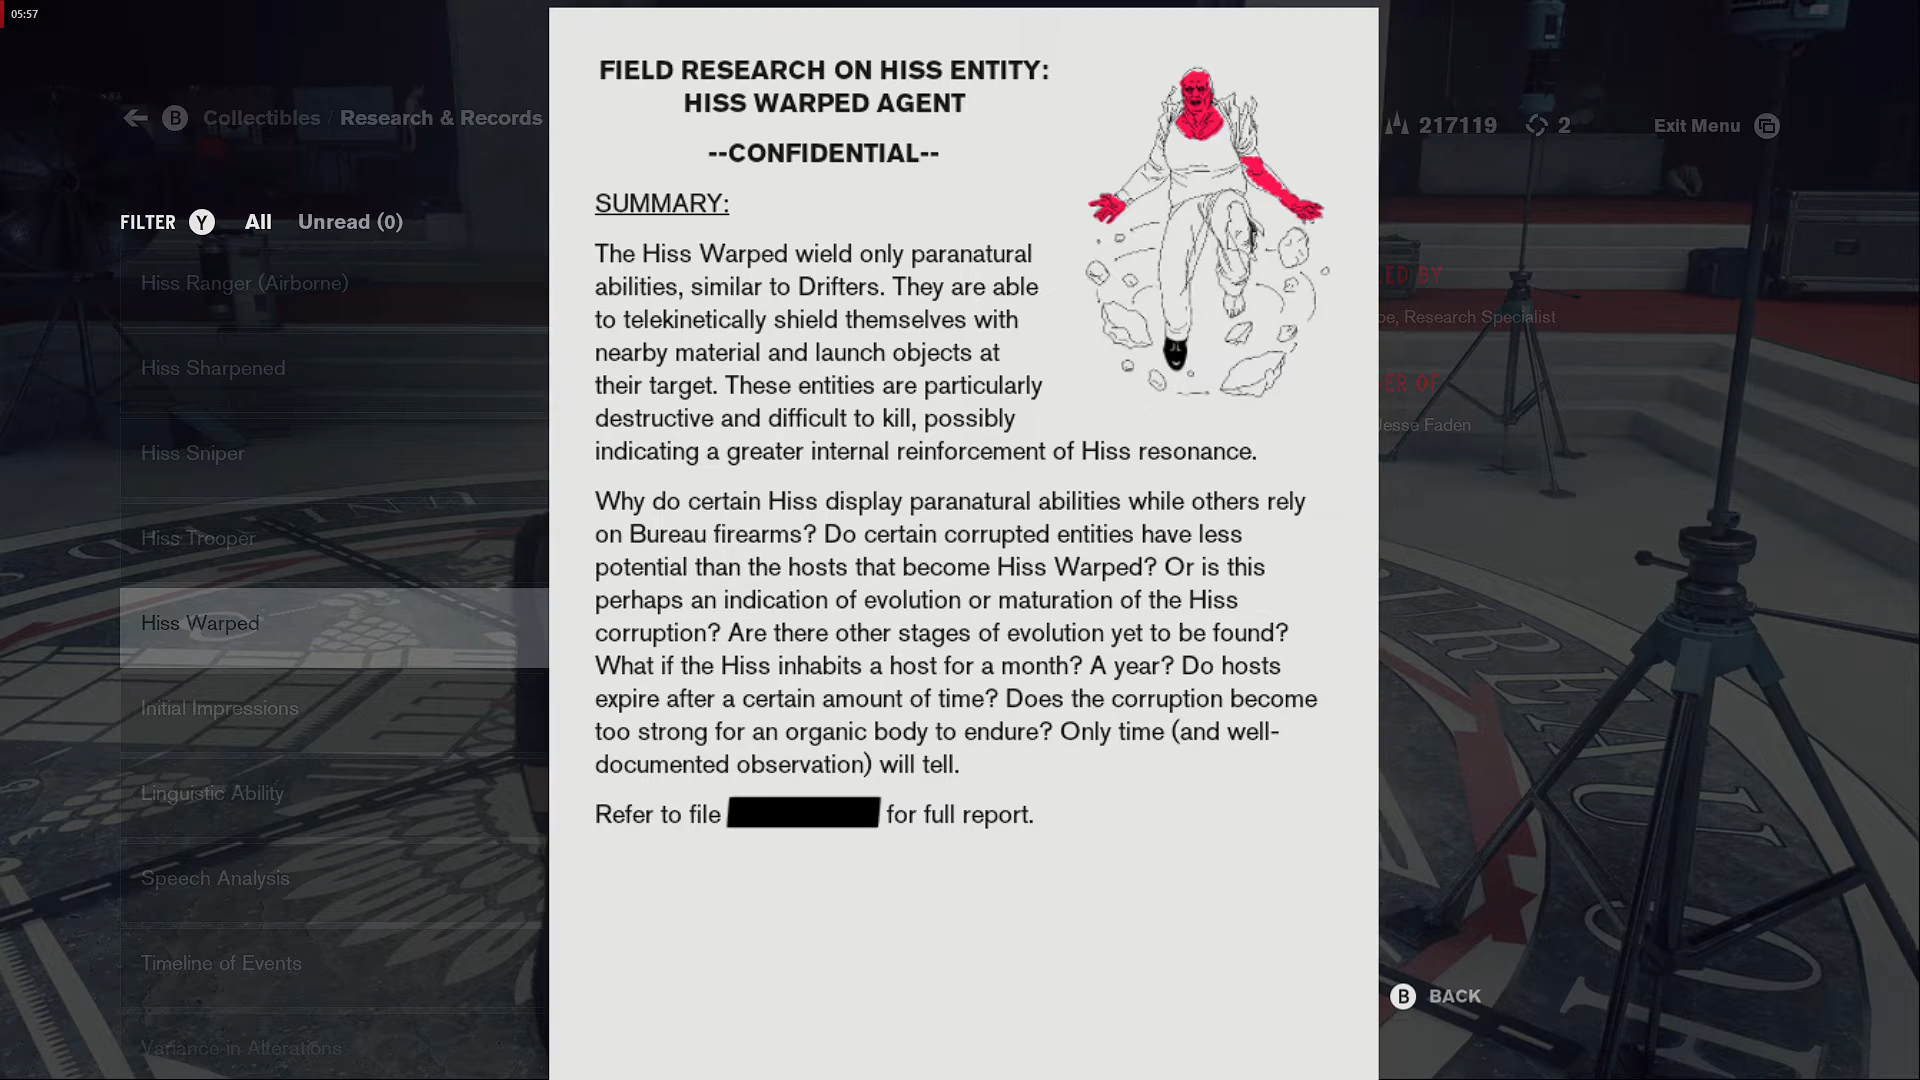 05:57
B Collectibles / Research & Records
217119 2 Exit Menu
FILTER Y All Unread (0)
Hiss Ranger (Airborne)
Hiss Sharpened
Hiss Sniper
Hiss Trooper
Hiss Warped
Initial Impressions
Linguistic Ability
Speech Analysis
Timeline of Events
Variance in Alterations
FIELD RESEARCH ON HISS ENTITY:
HISS WARPED AGENT
--CONFIDENTIAL--
SUMMARY:
The Hiss Warped wield only paranatural
abilities, similar to Drifters. They are able
to telekinetically shield themselves with
nearby material and launch objects at
their target. These entities are particularly
destructive and difficult to kill, possibly
indicating a greater internal reinforcement of Hiss resonance.
Why do certain Hiss display paranatural abilities while others rely
on Bureau firearms? Do certain corrupted entities have less
potential than the hosts that become Hiss Warped? Or is this
perhaps an indication of evolution or maturation of the Hiss
corruption? Are there other stages of evolution yet to be found?
What if the Hiss inhabits a host for a month? A year? Do hosts
expire after a certain amount of time? Does the corruption become
too strong for an organic body to endure? Only time (and well-
documented observation) will tell.
Refer to file for full report.
BY
Research Specialist
OF
Jesse Faden
B BACK